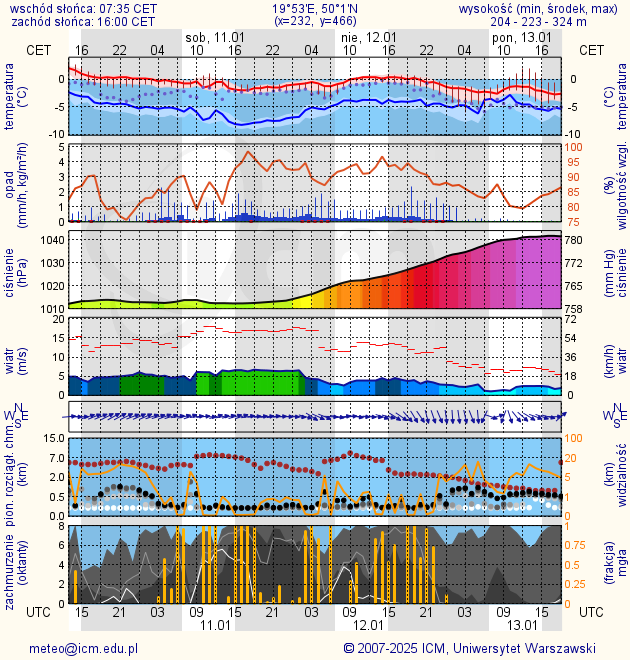 wschód słońca: 07:35 CET 19°53'E, 50°1'N wysokość (min, środek, max)
zachód słońca: 16:00 CET (x=232, y=466) 204 - 223 - 324 m
sob, 11.01 nie, 12.01 pon, 13.01
CET 16 22 04 10 16 22 04 10 16 22 04 10 16 CET
temperatura (°C) 0 -5 -10 0 -5 -10 (°C) temperatura
opad (mm/h, kg/m²/h) 5 4 3 2 1 0 100 95 90 85 80 75 (%) wilgotność wzgl.
ciśnienie (hPa) 1040 1030 1020 1010 780 772 765 758 (mm Hg) ciśnienie
wiatr (m/s) 20 15 10 5 0 72 54 36 18 0 (km/h) wiatr
N W E S N W E S
pion. rozciągł. chm. (km) 15.0 7.0 2.0 0.5 0.0 100 20 5 1 0 (km) widzialność
zachmurzenie (oktanty) 8 6 4 2 0 1 0.75 0.5 0.25 0 (frakcja) mgła
UTC 15 21 03 09 15 21 03 09 15 21 03 09 15 UTC
11.01 12.01 13.01
meteo@icm.edu.pl © 2007-2025 ICM, Uniwersytet Warszawski